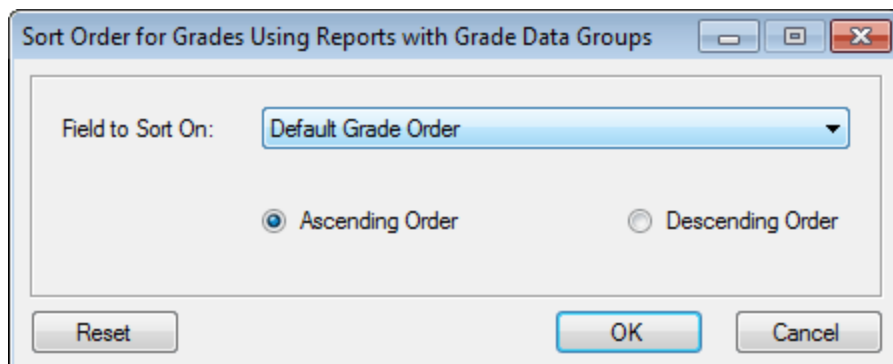 Sort Order for Grades Using Reports with Grade Data Groups
Field to Sort On: Default Grade Order
Ascending Order Descending Order
Reset OK Cancel